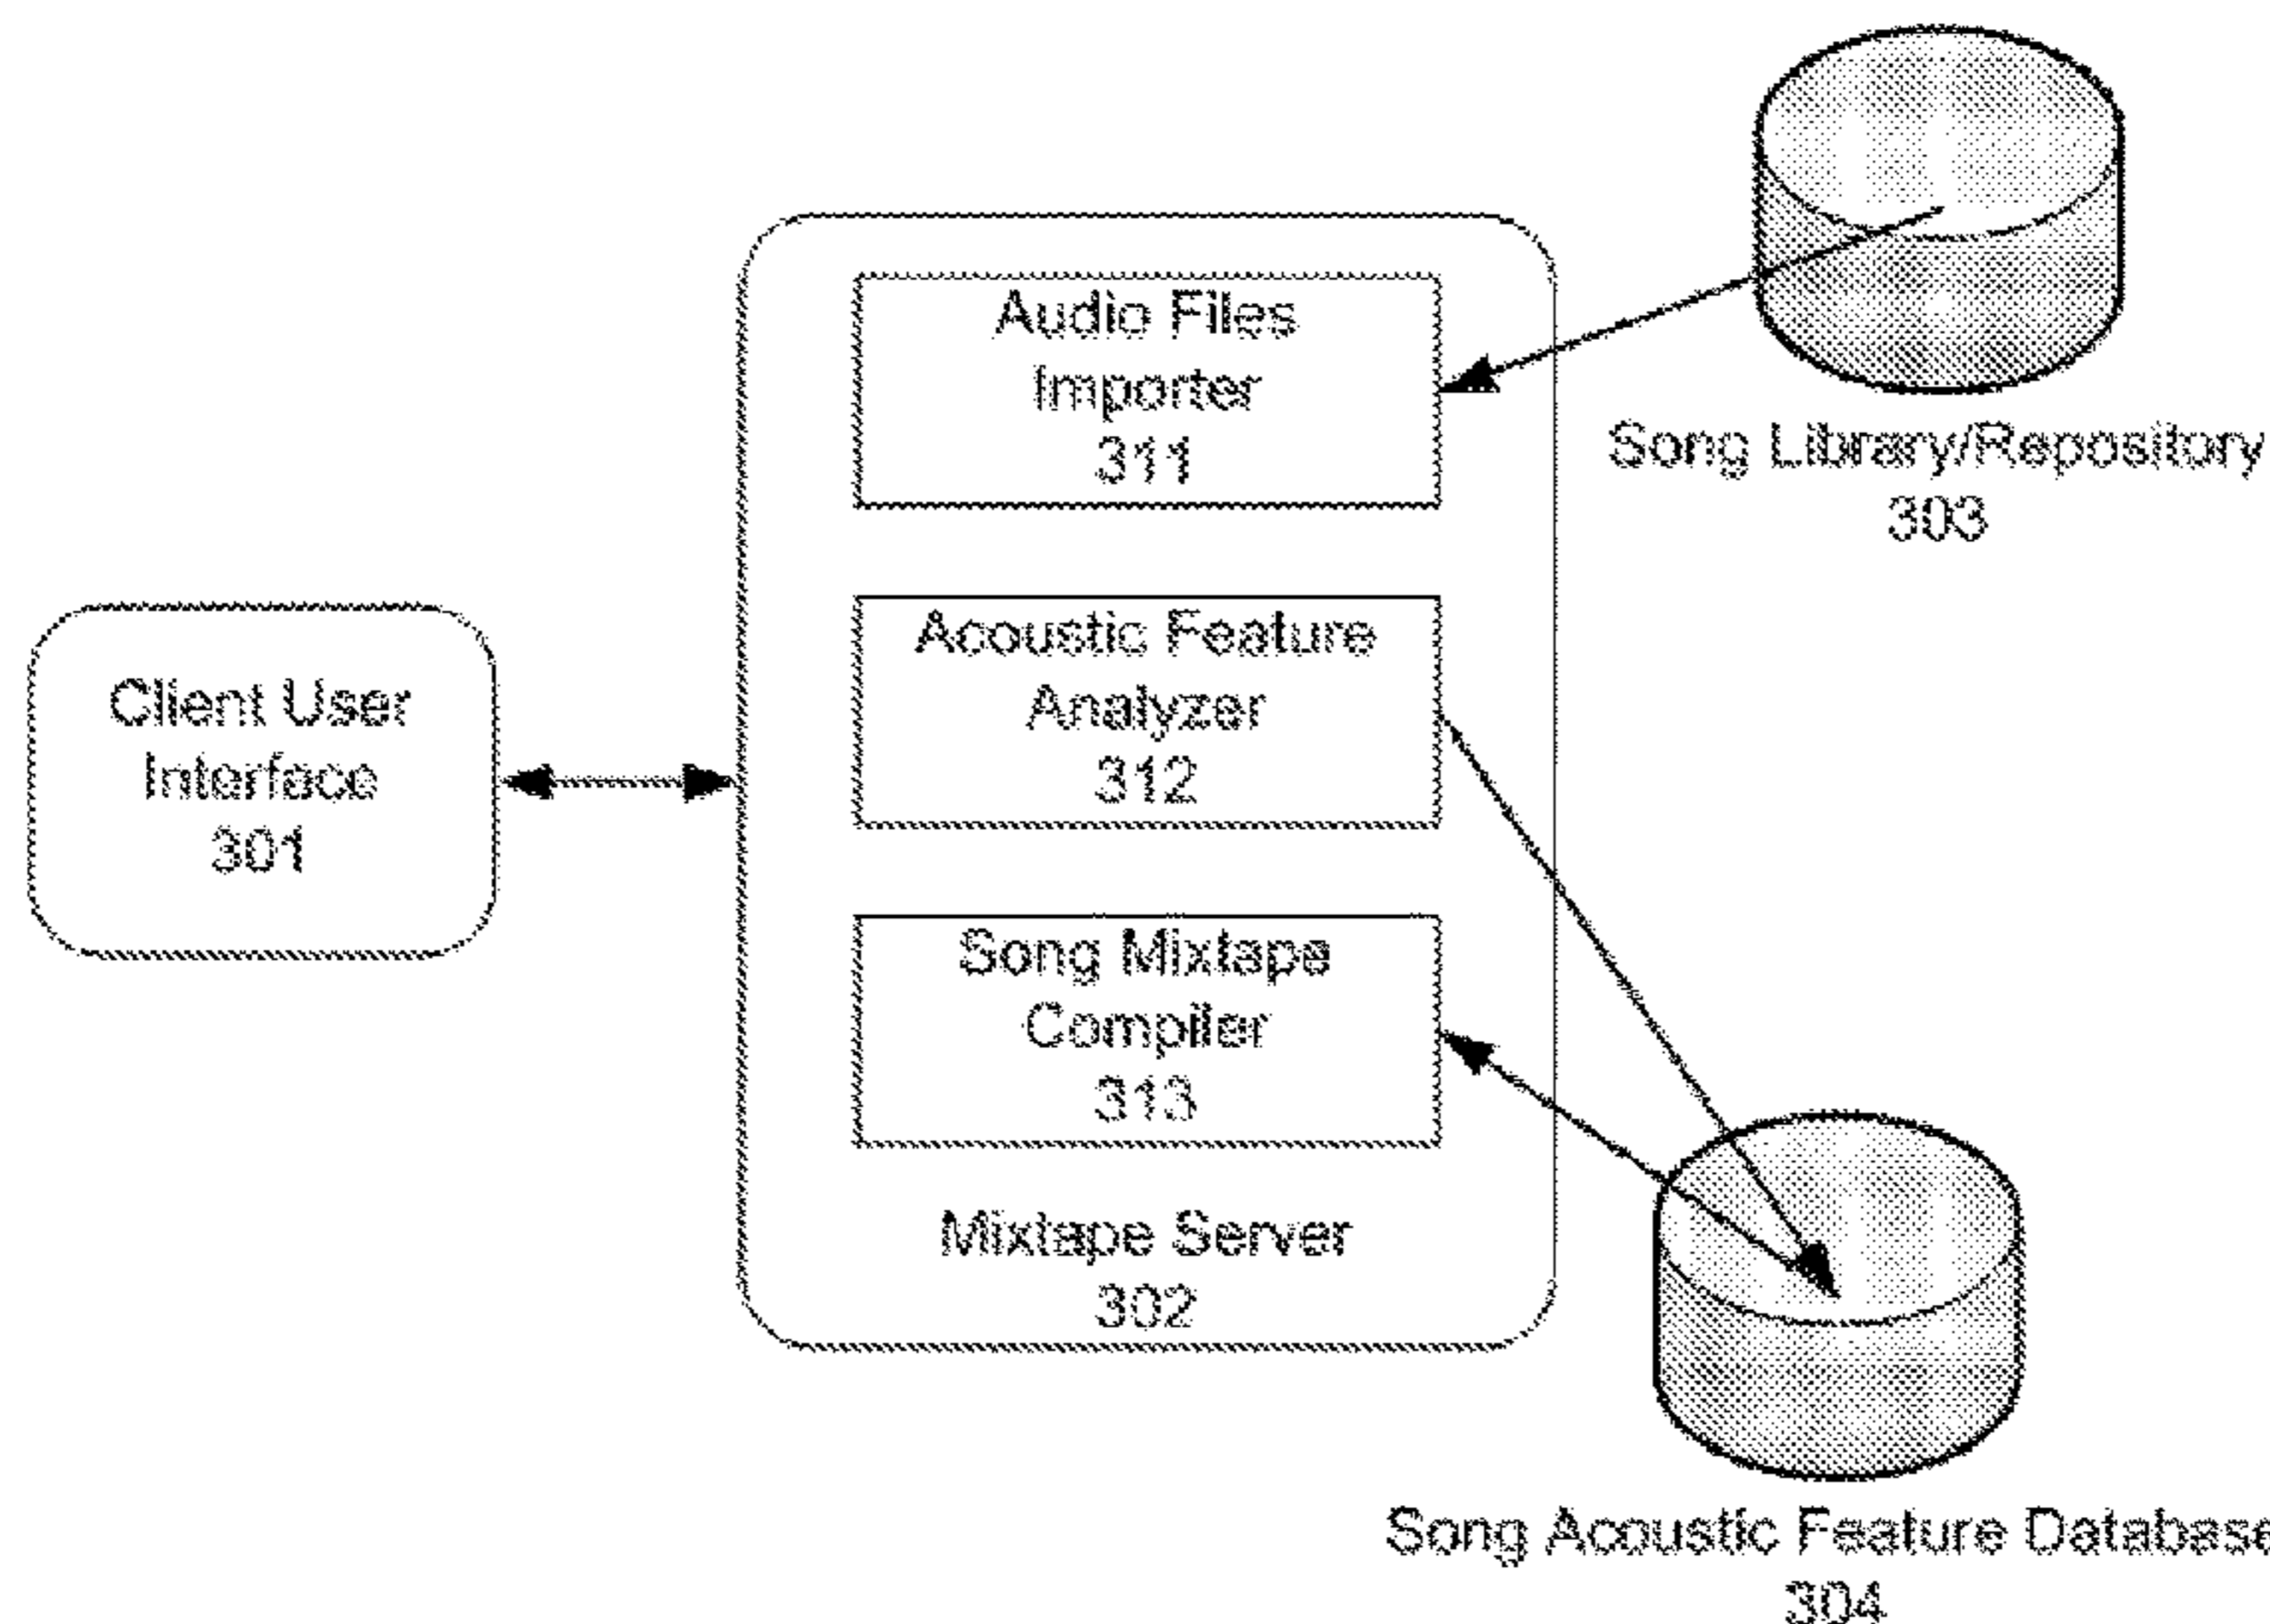 Audio Files
Importer
311
Song Library/Repository
303
Client User
Interface
301
Acoustic Feature
Analyzer
312
Song Mixtape
Compiler
313
Mixtape Server
302
Song Acoustic Feature Database
304